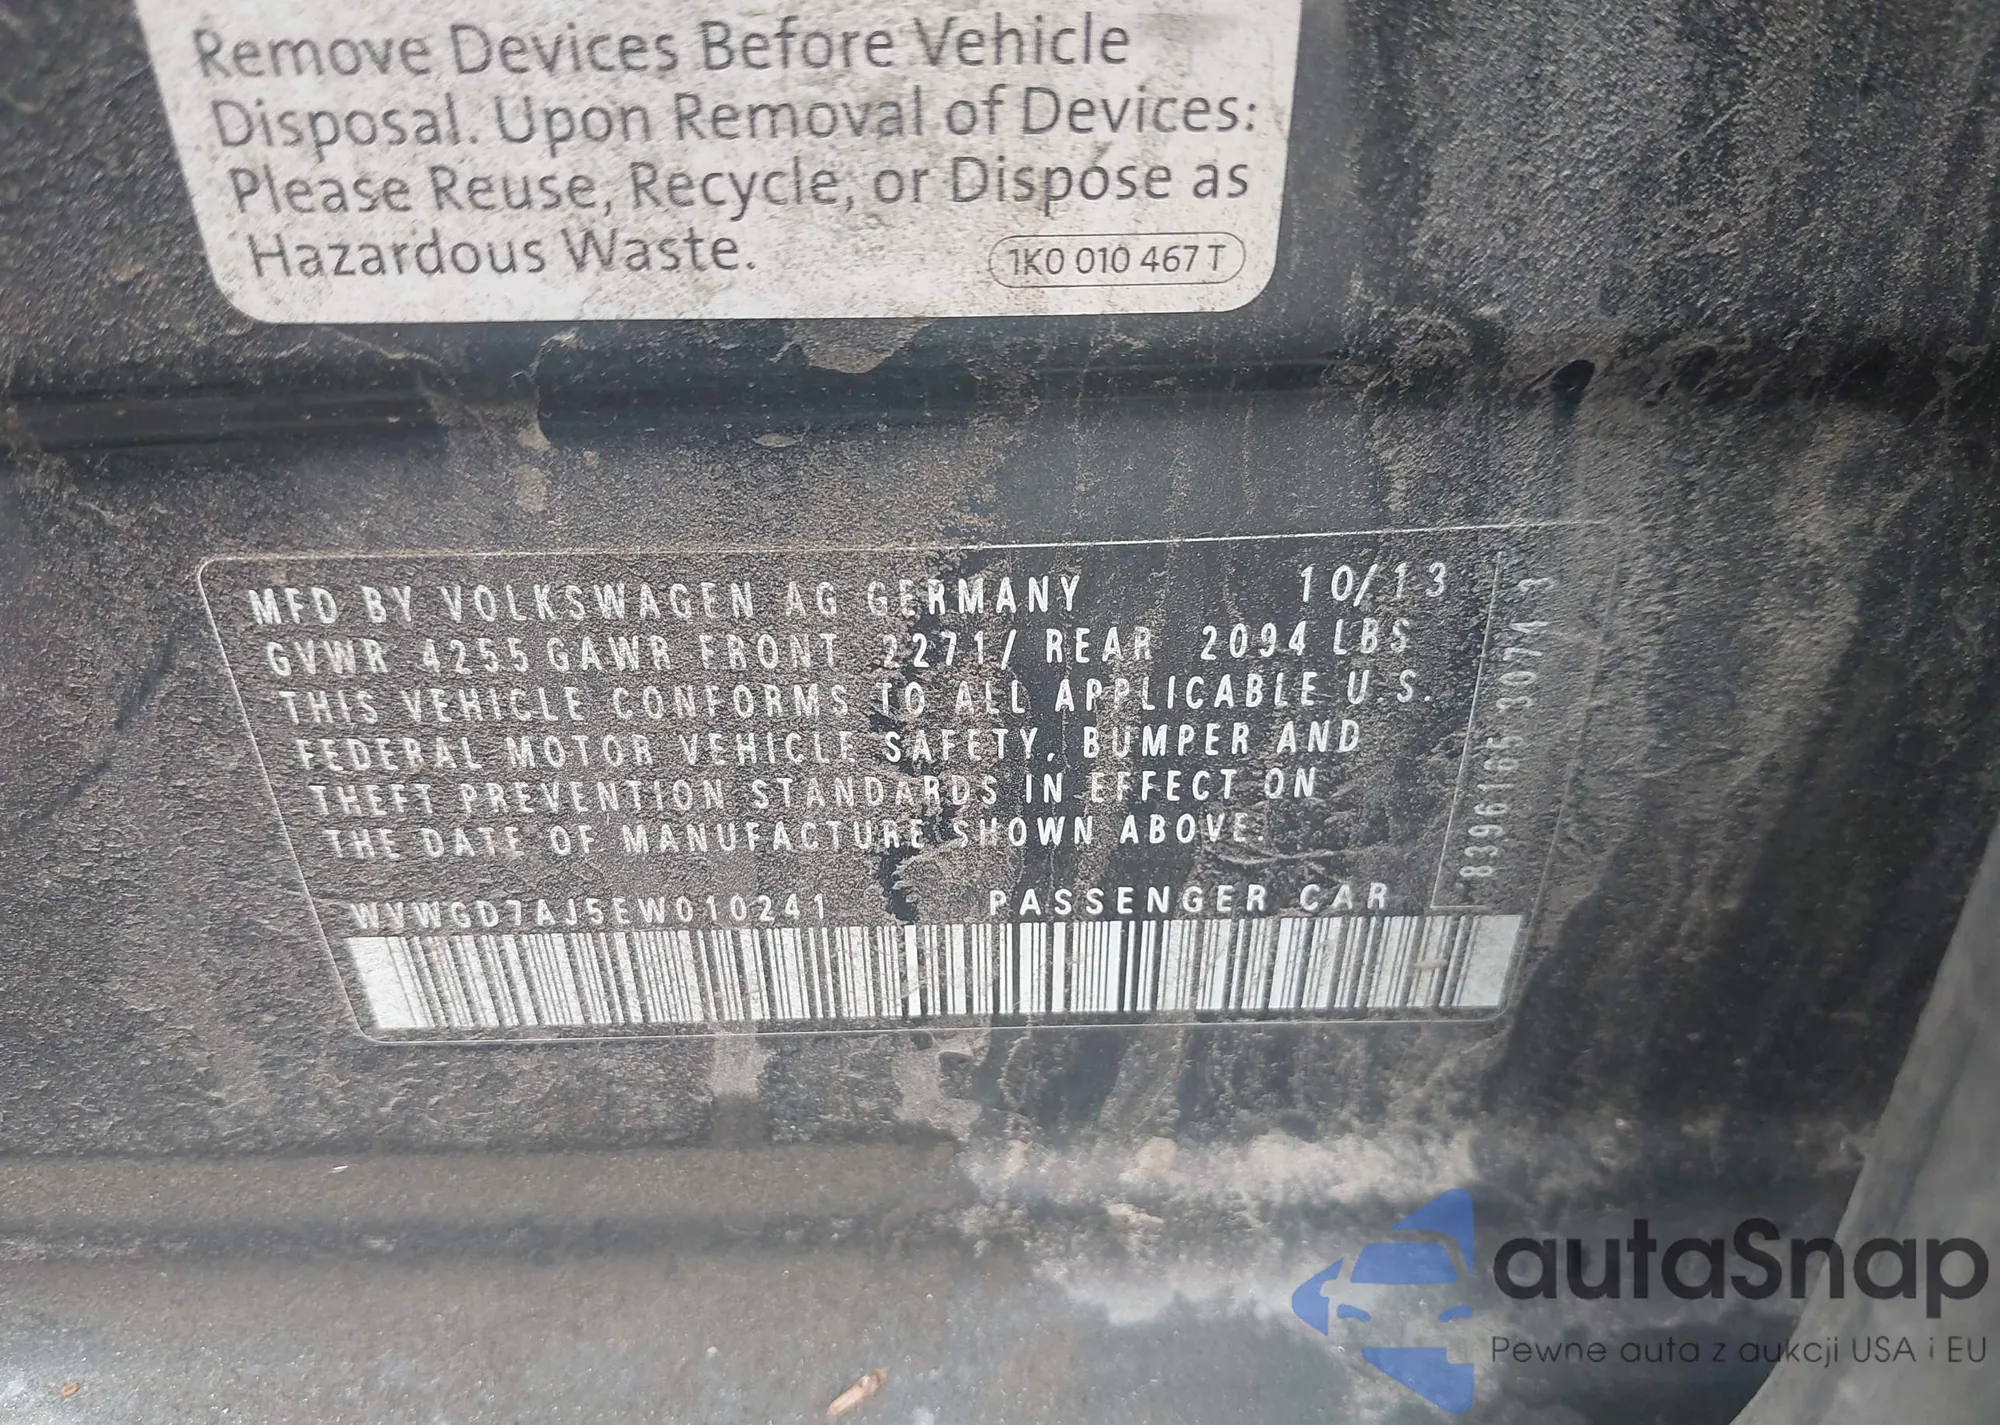 Remove Devices Before Vehicle
Disposal. Upon Removal of Devices:
Please Reuse, Recycle, or Dispose as
Hazardous Waste.
1K0 010 467 T
MFD BY VOLKSWAGEN AG GERMANY 10/13
GVWR 4255 GAWR FRONT 2271/ REAR 2094 LBS
THIS VEHICLE CONFORMS TO ALL APPLICABLE U.S.
FEDERAL MOTOR VEHICLE SAFETY, BUMPER AND
THEFT PREVENTION STANDARDS IN EFFECT ON
THE DATE OF MANUFACTURE SHOWN ABOVE.
WVWGD7AJ5EW010241 PASSENGER CAR
autaSnap
Pewne auta z aukcji USA i EU